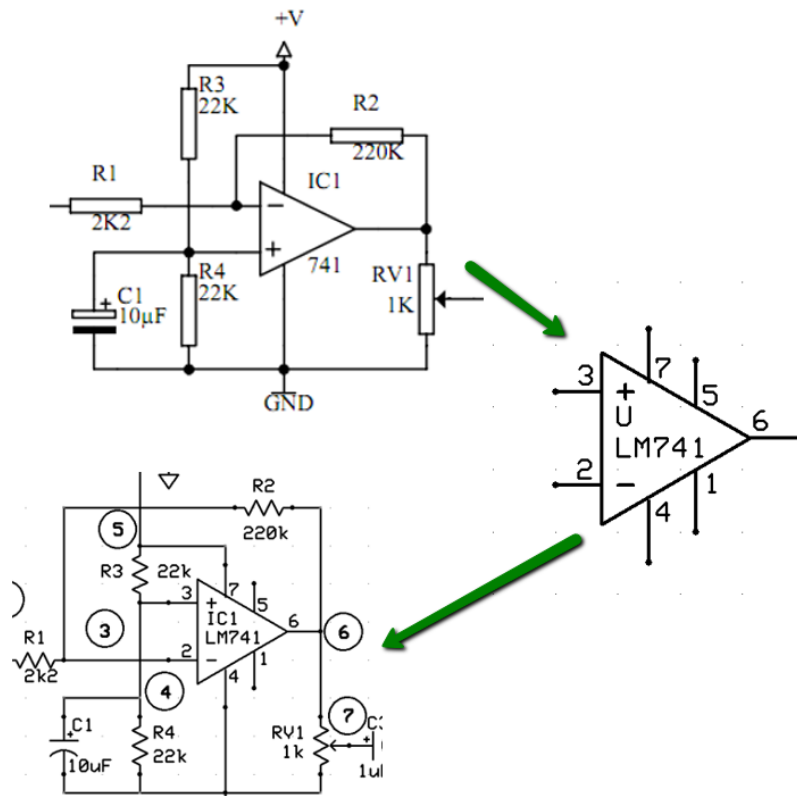 +V
R3
22K
R2
220K
R1
2K2
IC1
−
+
741
R4
22K
C1
+
10µF
RV1
1K
GND
3
7
5
+
U
LM741
6
2
−
1
4
R2
220k
5
R3
22k
7
3
+
5
IC1
LM741
6
6
3
R1
2k2
2
−
1
4
4
7
C1
+
10uF
R4
22k
RV1
1k
+